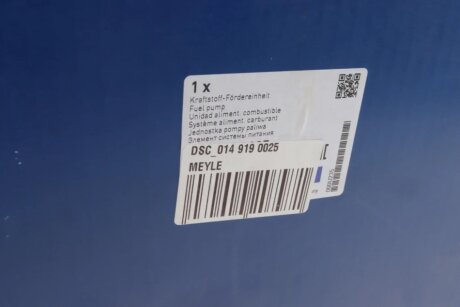 1 x
Kraftstoff-Fördereinheit
Fuel pump
Unidad aliment. combustible
Système aliment. carburant
Jednostka pompy paliwa
Элемент системы питания
DSC_014 919 0025
MEYLE